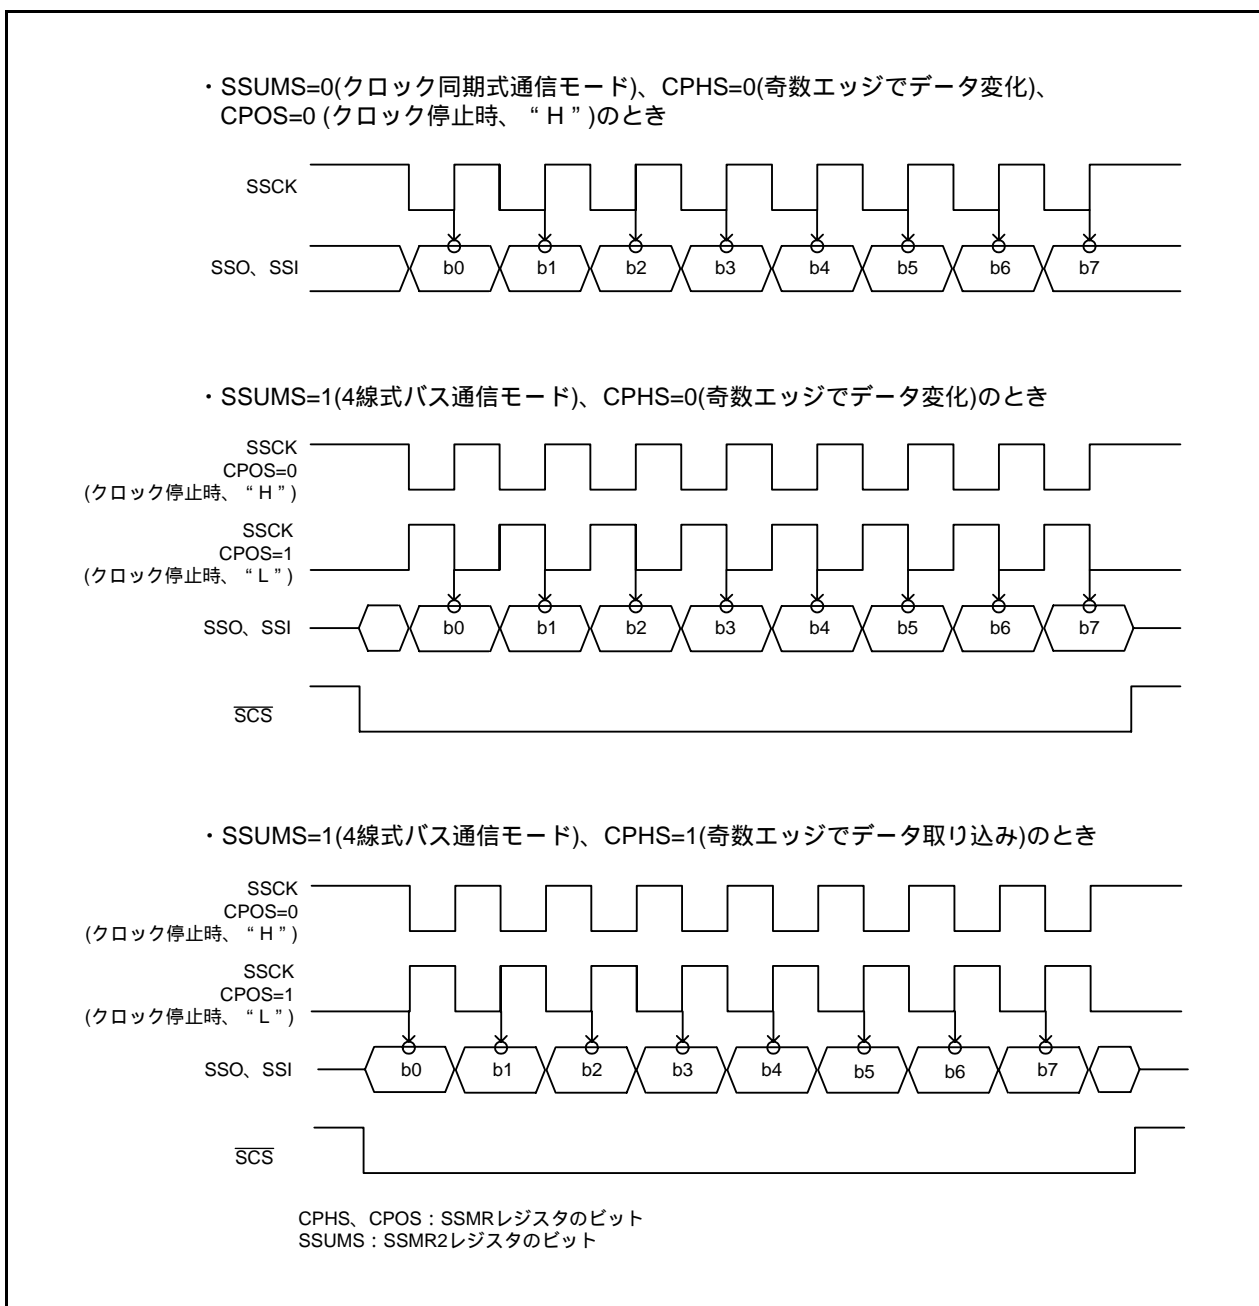 ・SSUMS=0(クロック同期式通信モード)、CPHS=0(奇数エッジでデータ変化)、
CPOS=0 (クロック停止時、“H”)のとき
SSCK
SSO、SSI
b0 b1 b2 b3 b4 b5 b6 b7
・SSUMS=1(4線式バス通信モード)、CPHS=0(奇数エッジでデータ変化)のとき
SSCK
CPOS=0
(クロック停止時、“H”)
SSCK
CPOS=1
(クロック停止時、“L”)
SSO、SSI
b0 b1 b2 b3 b4 b5 b6 b7
SCS
・SSUMS=1(4線式バス通信モード)、CPHS=1(奇数エッジでデータ取り込み)のとき
SSCK
CPOS=0
(クロック停止時、“H”)
SSCK
CPOS=1
(クロック停止時、“L”)
SSO、SSI
b0 b1 b2 b3 b4 b5 b6 b7
SCS
CPHS、CPOS：SSMRレジスタのビット
SSUMS：SSMR2レジスタのビット